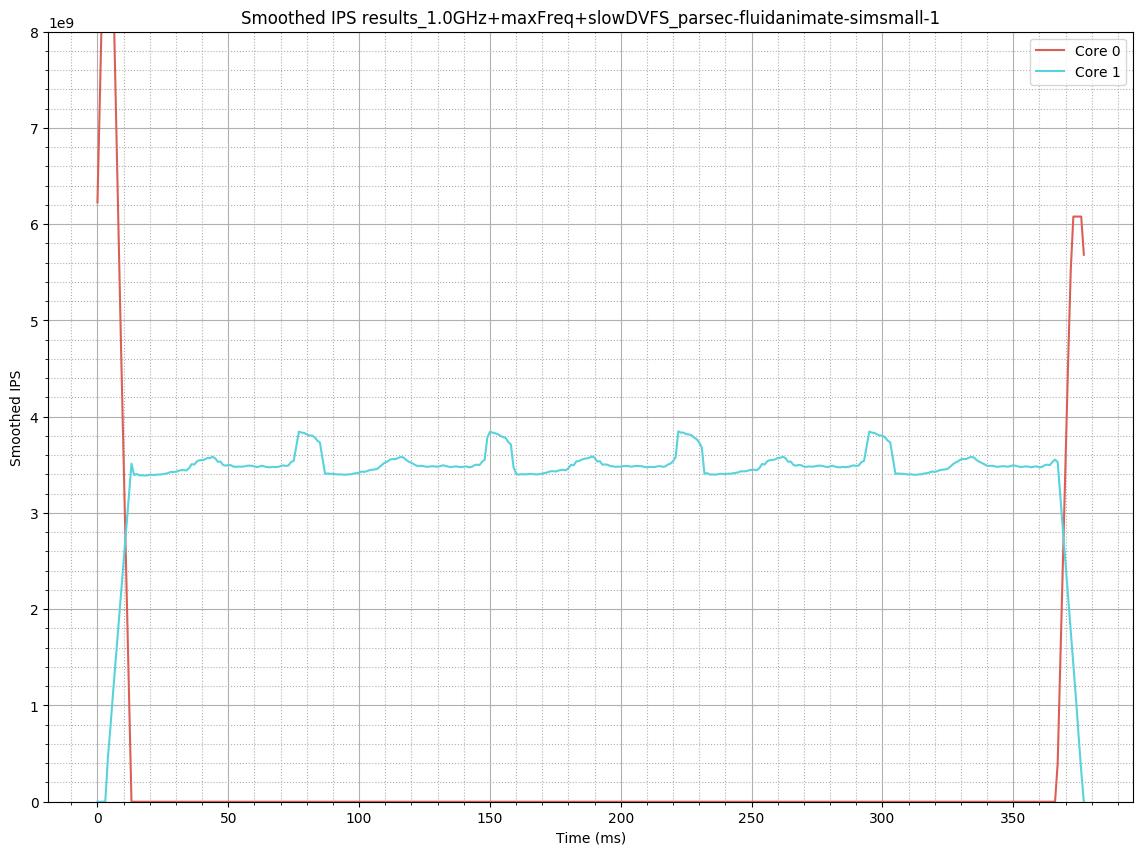 Smoothed IPS results_1.0GHz+maxFreq+slowDVFS_parsec-fluidanimate-simsmall-1
1e9
8
7
6
5
4
3
2
1
0
Smoothed IPS
Core 0
Core 1
0 50 100 150 200 250 300 350
Time (ms)